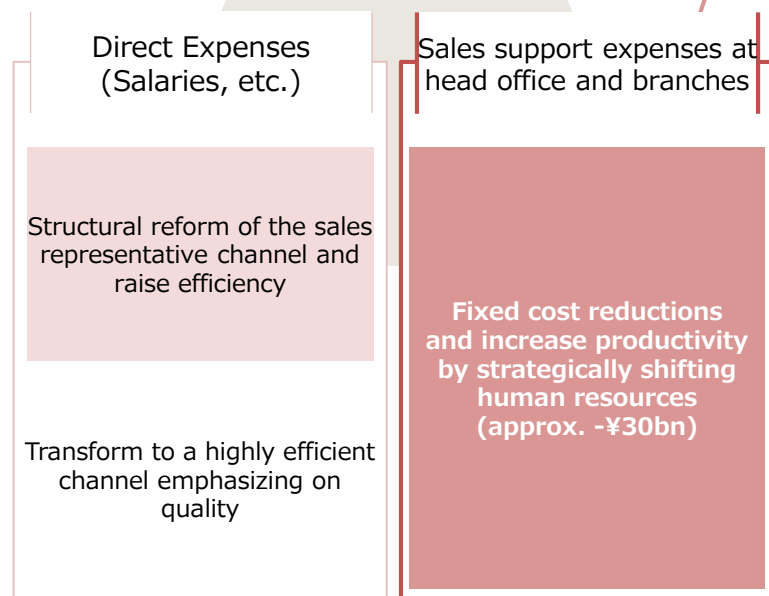 Direct Expenses
(Salaries, etc.)
Sales support expenses at
head office and branches
Structural reform of the sales
representative channel and
raise efficiency
Transform to a highly efficient
channel emphasizing on
quality
Fixed cost reductions
and increase productivity
by strategically shifting
human resources
(approx. -¥30bn)